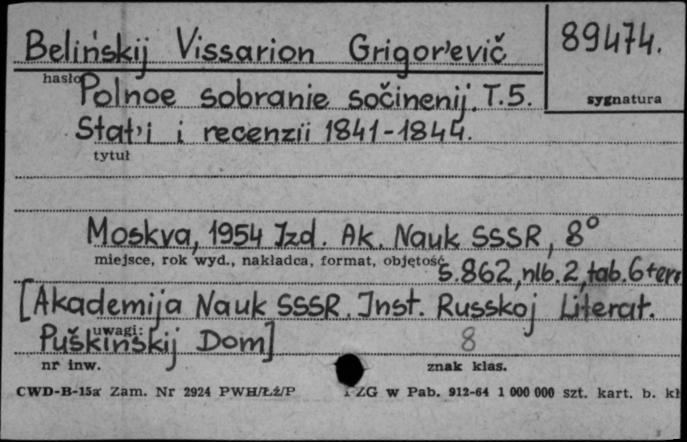 Belińskij Vissarion Grigor'evič
89474.
hasło
sygnatura
Polnoe sobranie sočinenij. T.5.
Stat'i i recenzii 1841-1844.
tytuł
Moskva, 1954 Izd. Ak. Nauk SSSR, 8°
miejsce, rok wyd., nakładca, format, objętość
s.862, nlb.2, tab.6+err
[Akademija Nauk SSSR. Inst. Russkoj Literat.
uwagi:
Puškińskij Dom]
8
nr inw.
znak klas.
CWD-B-15a Zam. Nr 2924 PWH/Łź/P
ZG w Pab. 912-64 1 000 000 szt. kart. b.